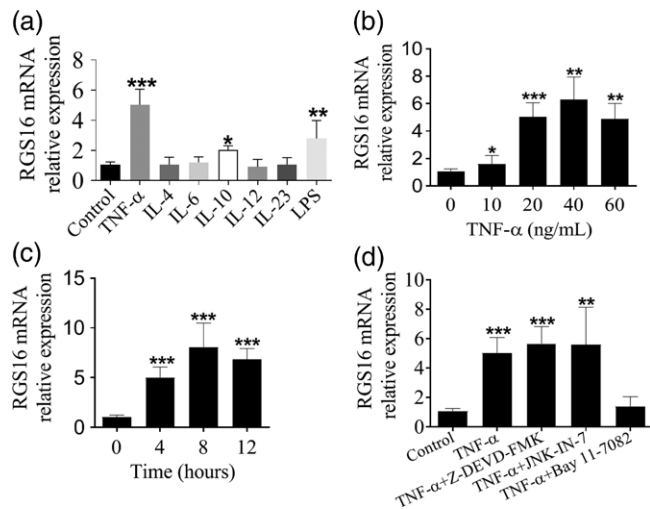 (a)
RGS16 mRNA
relative expression
8
6
4
2
0
***
*
**
Control
TNF-α
IL-4
IL-6
IL-10
IL-12
IL-23
LPS
(b)
RGS16 mRNA
relative expression
10
8
6
4
2
0
*
***
**
**
0 10 20 40 60
TNF-α (ng/mL)
(c)
RGS16 mRNA
relative expression
15
10
5
0
***
***
***
0 4 8 12
Time (hours)
(d)
RGS16 mRNA
relative expression
10
8
6
4
2
0
***
***
**
Control
TNF-α
TNF-α+Z-DEVD-FMK
TNF-α+JNK-IN-7
TNF-α+Bay 11-7082